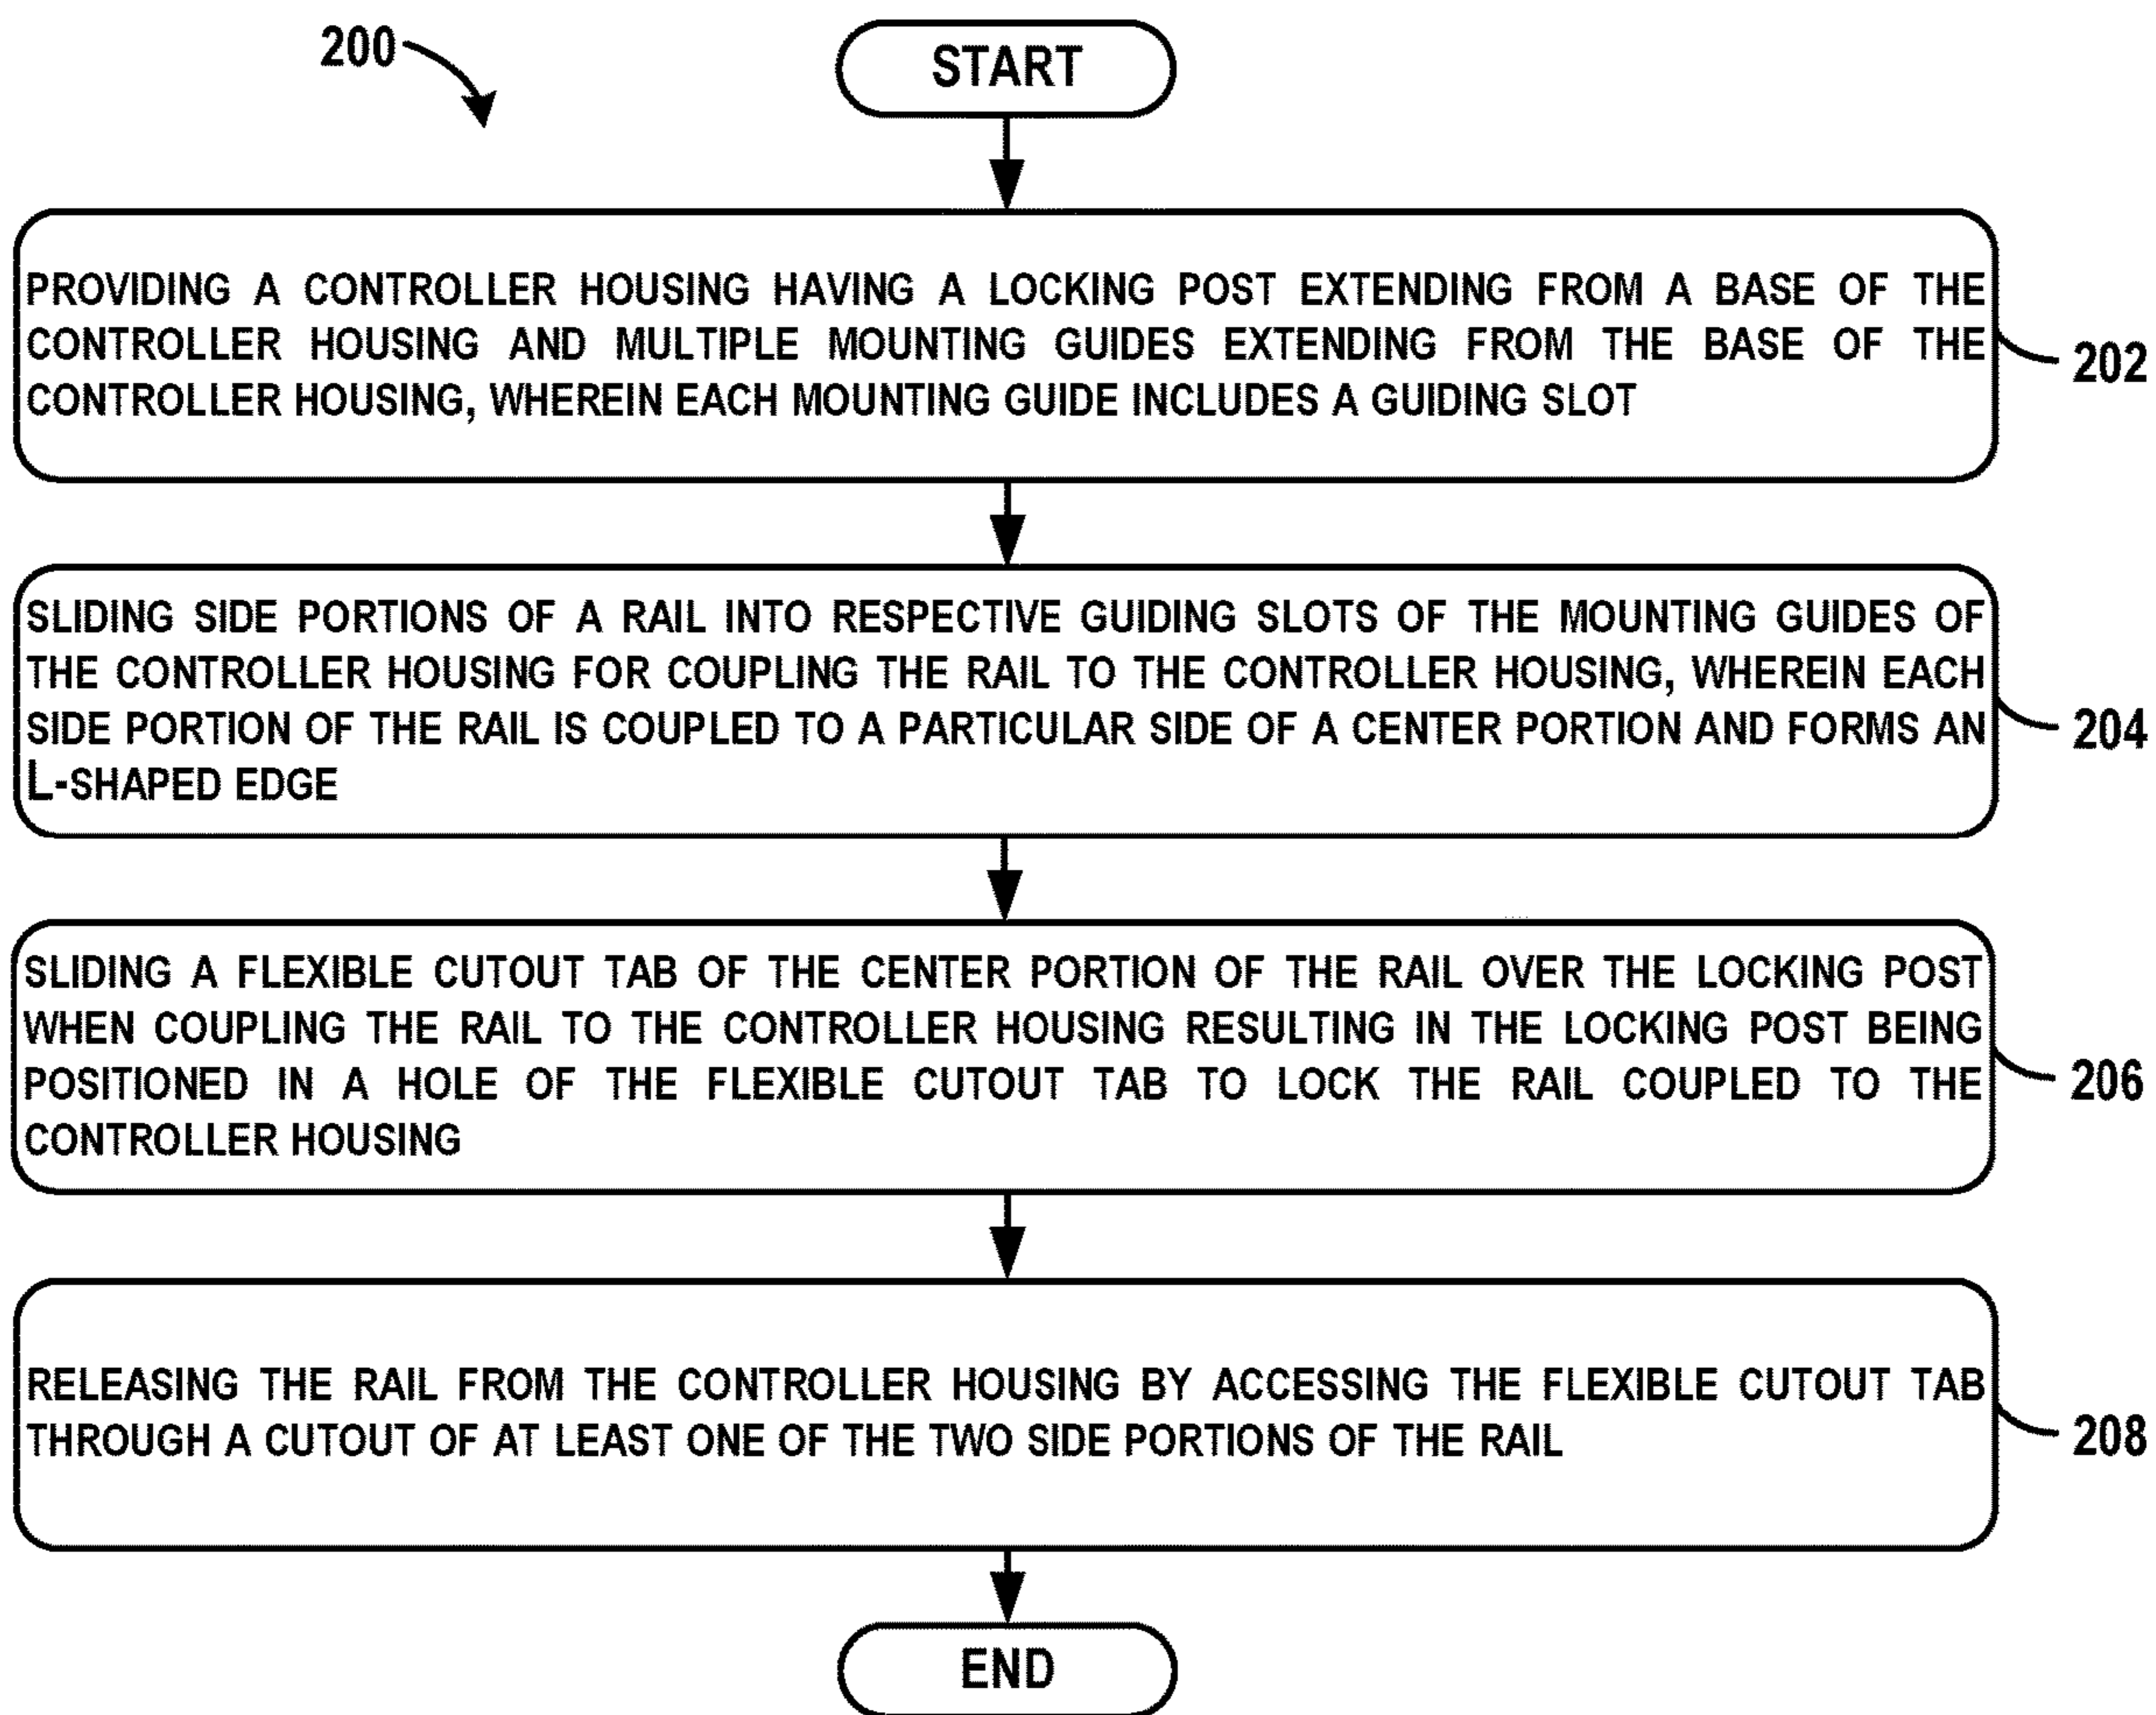 200
START
PROVIDING A CONTROLLER HOUSING HAVING A LOCKING POST EXTENDING FROM A BASE OF THE
CONTROLLER HOUSING AND MULTIPLE MOUNTING GUIDES EXTENDING FROM THE BASE OF THE
CONTROLLER HOUSING, WHEREIN EACH MOUNTING GUIDE INCLUDES A GUIDING SLOT
202
SLIDING SIDE PORTIONS OF A RAIL INTO RESPECTIVE GUIDING SLOTS OF THE MOUNTING GUIDES OF
THE CONTROLLER HOUSING FOR COUPLING THE RAIL TO THE CONTROLLER HOUSING, WHEREIN EACH
SIDE PORTION OF THE RAIL IS COUPLED TO A PARTICULAR SIDE OF A CENTER PORTION AND FORMS AN
L-SHAPED EDGE
204
SLIDING A FLEXIBLE CUTOUT TAB OF THE CENTER PORTION OF THE RAIL OVER THE LOCKING POST
WHEN COUPLING THE RAIL TO THE CONTROLLER HOUSING RESULTING IN THE LOCKING POST BEING
POSITIONED IN A HOLE OF THE FLEXIBLE CUTOUT TAB TO LOCK THE RAIL COUPLED TO THE
CONTROLLER HOUSING
206
RELEASING THE RAIL FROM THE CONTROLLER HOUSING BY ACCESSING THE FLEXIBLE CUTOUT TAB
THROUGH A CUTOUT OF AT LEAST ONE OF THE TWO SIDE PORTIONS OF THE RAIL
208
END